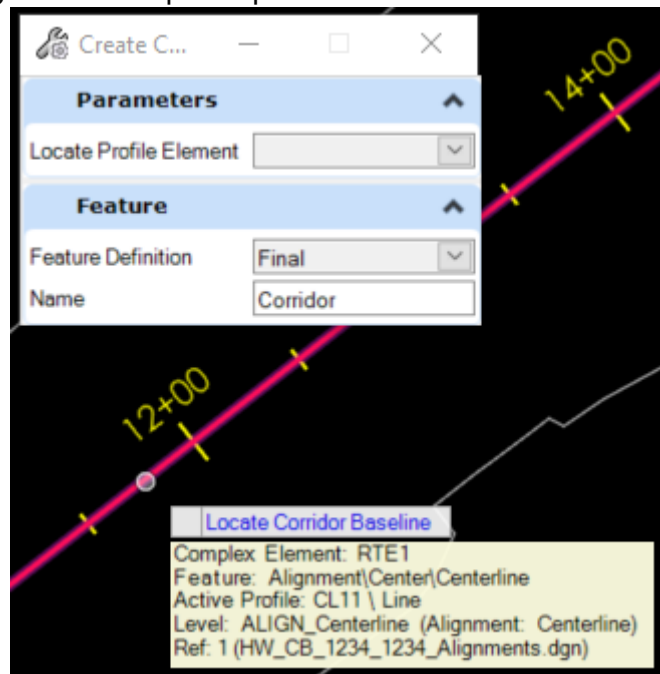 Create C...
Parameters
Locate Profile Element
Feature
Feature Definition Final
Name Corridor
14+00
12+00
Locate Corridor Baseline
Complex Element: RTE1
Feature: Alignment\Center\Centerline
Active Profile: CL11 \ Line
Level: ALIGN_Centerline (Alignment: Centerline)
Ref: 1 (HW_CB_1234_1234_Alignments.dgn)